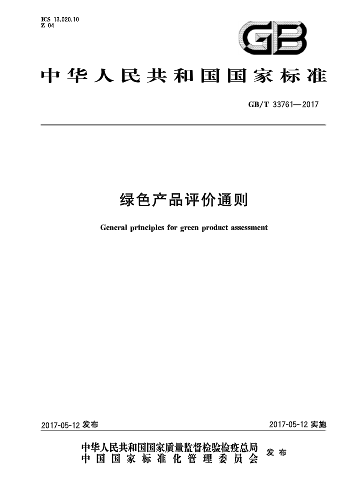 ICS 13.020.10
Z 04
GB
中华人民共和国国家标准
GB/T 33761—2017
绿色产品评价通则
General principles for green product assessment
2017-05-12 发布
2017-05-12 实施
中华人民共和国国家质量监督检验检疫总局
中国国家标准化管理委员会
发布